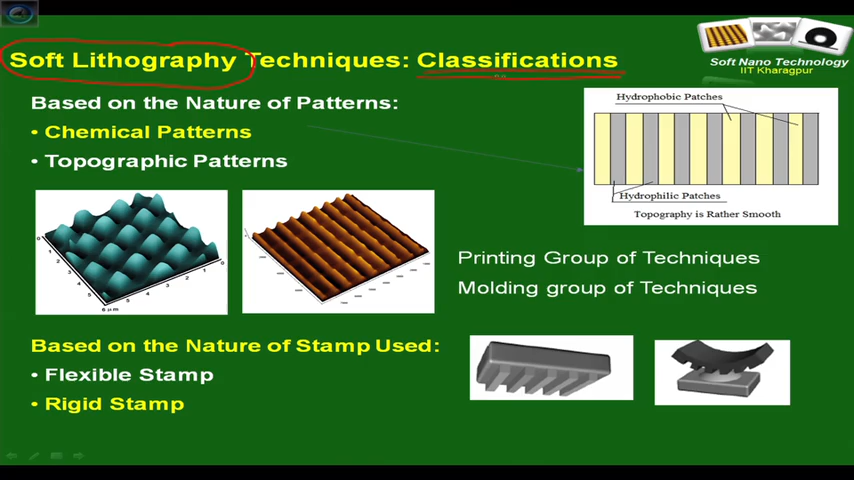 Soft Lithography Techniques: Classifications
Soft Nano Technology
IIT Kharagpur
Based on the Nature of Patterns:
• Chemical Patterns
• Topographic Patterns
Hydrophobic Patches
Hydrophilic Patches
Topography is Rather Smooth
Printing Group of Techniques
Molding group of Techniques
Based on the Nature of Stamp Used:
• Flexible Stamp
• Rigid Stamp